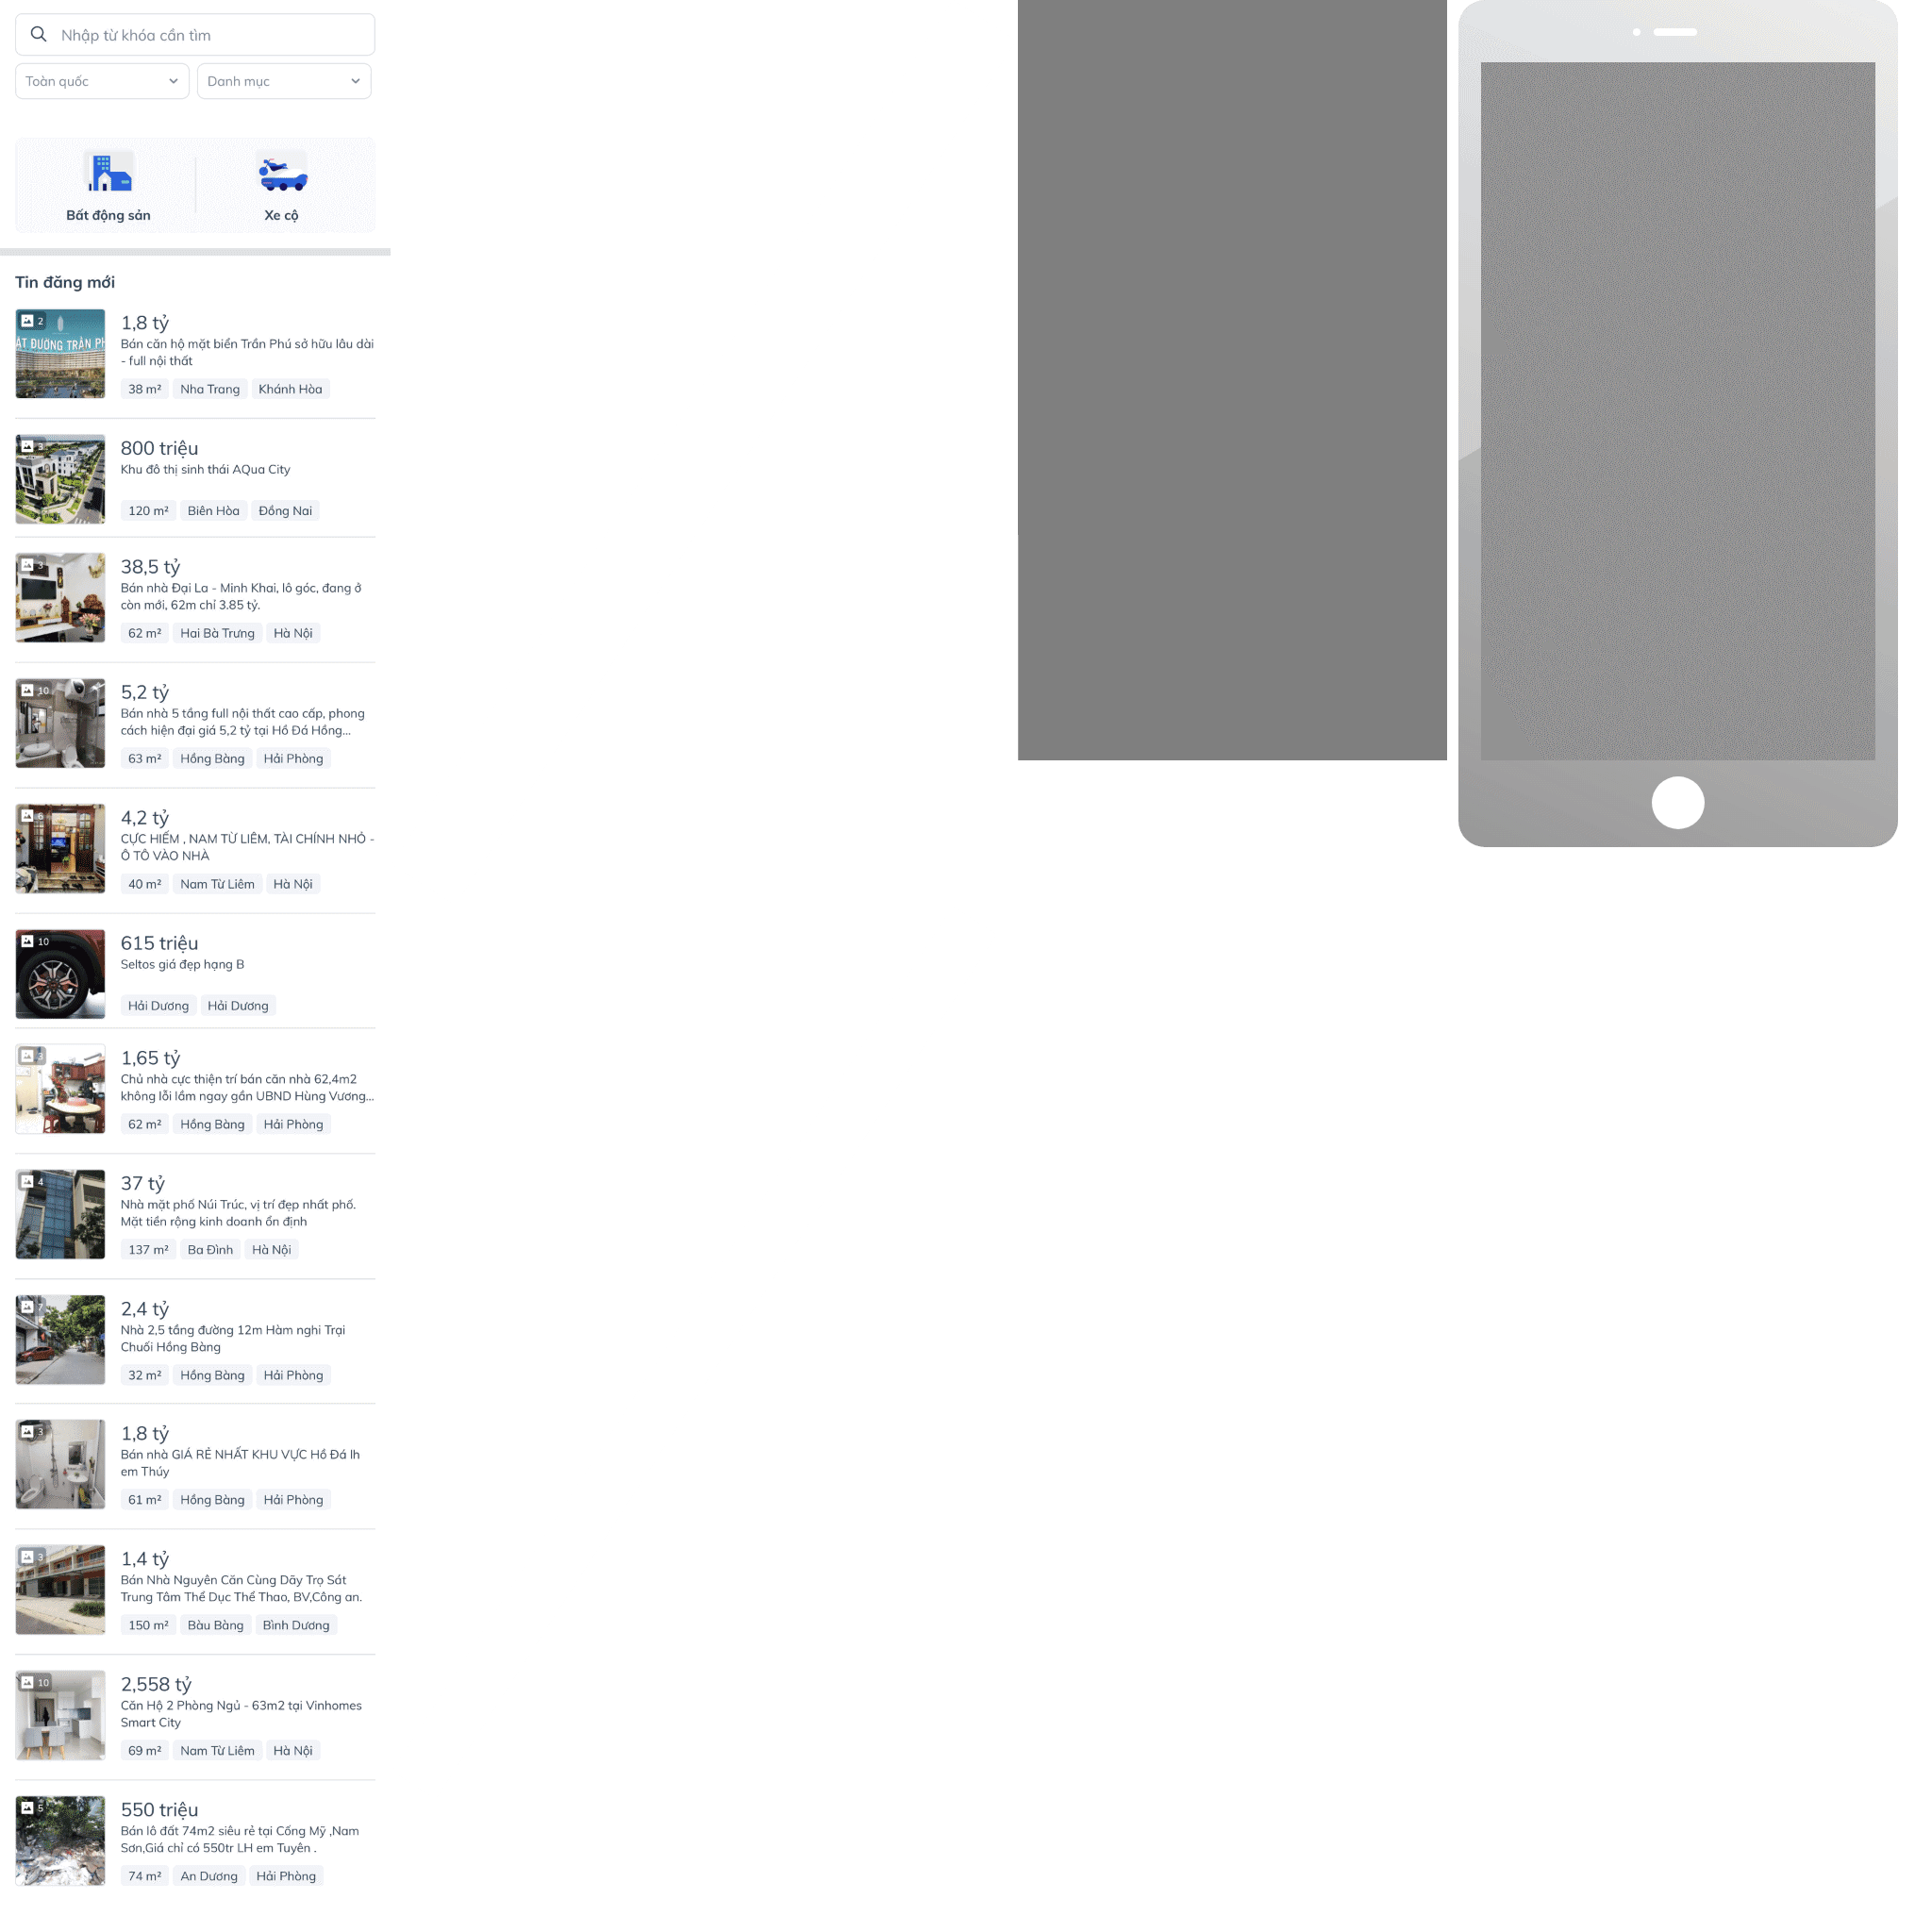 Nhập từ khóa cần tìm
Toàn quốc
Danh mục
Bất động sản
Xe cộ
Tin đăng mới
2
ẶT ĐƯỜNG TRẦN PH
1,8 tỷ
Bán căn hộ mặt biển Trần Phú sở hữu lâu dài
- full nội thất
38 m² Nha Trang Khánh Hòa
3
800 triệu
Khu đô thị sinh thái AQua City
120 m² Biên Hòa Đồng Nai
3
38,5 tỷ
Bán nhà Đại La - Minh Khai, lô góc, đang ở
còn mới, 62m chỉ 3.85 tỷ.
62 m² Hai Bà Trưng Hà Nội
10
5,2 tỷ
Bán nhà 5 tầng full nội thất cao cấp, phong
cách hiện đại giá 5,2 tỷ tại Hồ Đá Hồng...
63 m² Hồng Bàng Hải Phòng
6
4,2 tỷ
CỰC HIẾM , NAM TỪ LIÊM, TÀI CHÍNH NHỎ -
Ô TÔ VÀO NHÀ
40 m² Nam Từ Liêm Hà Nội
10
615 triệu
Seltos giá đẹp hạng B
Hải Dương Hải Dương
3
1,65 tỷ
Chủ nhà cực thiện trí bán căn nhà 62,4m2
không lỗi lầm ngay gần UBND Hùng Vương...
62 m² Hồng Bàng Hải Phòng
4
37 tỷ
Nhà mặt phố Núi Trúc, vị trí đẹp nhất phố.
Mặt tiền rộng kinh doanh ổn định
137 m² Ba Đình Hà Nội
7
2,4 tỷ
Nhà 2,5 tầng đường 12m Hàm nghi Trại
Chuối Hồng Bàng
32 m² Hồng Bàng Hải Phòng
3
1,8 tỷ
Bán nhà GIÁ RẺ NHẤT KHU VỰC Hồ Đá lh
em Thúy
61 m² Hồng Bàng Hải Phòng
3
1,4 tỷ
Bán Nhà Nguyên Căn Cùng Dãy Trọ Sát
Trung Tâm Thể Dục Thể Thao, BV,Công an.
150 m² Bàu Bàng Bình Dương
10
2,558 tỷ
Căn Hộ 2 Phòng Ngủ - 63m2 tại Vinhomes
Smart City
69 m² Nam Từ Liêm Hà Nội
5
550 triệu
Bán lô đất 74m2 siêu rẻ tại Cống Mỹ ,Nam
Sơn,Giá chỉ có 550tr LH em Tuyên .
74 m² An Dương Hải Phòng